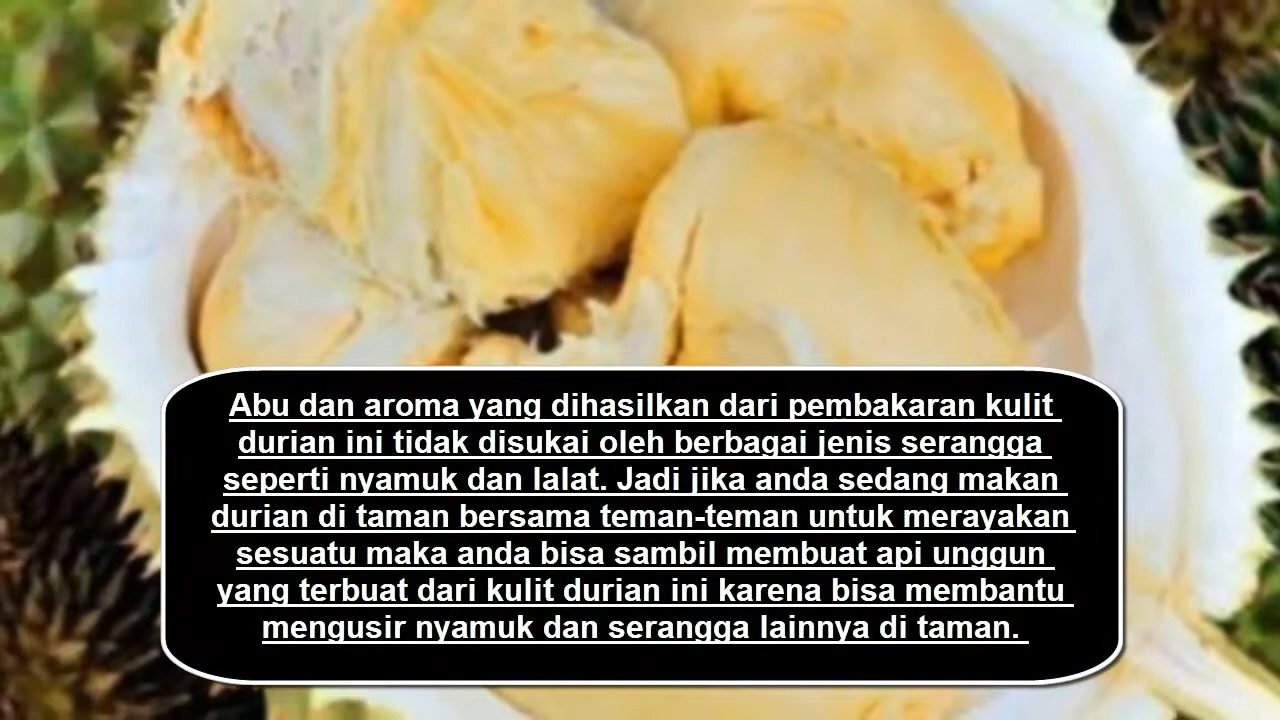 Abu dan aroma yang dihasilkan dari pembakaran kulit
durian ini tidak disukai oleh berbagai jenis serangga
seperti nyamuk dan lalat. Jadi jika anda sedang makan
durian di taman bersama teman-teman untuk merayakan
sesuatu maka anda bisa sambil membuat api unggun
yang terbuat dari kulit durian ini karena bisa membantu
mengusir nyamuk dan serangga lainnya di taman.